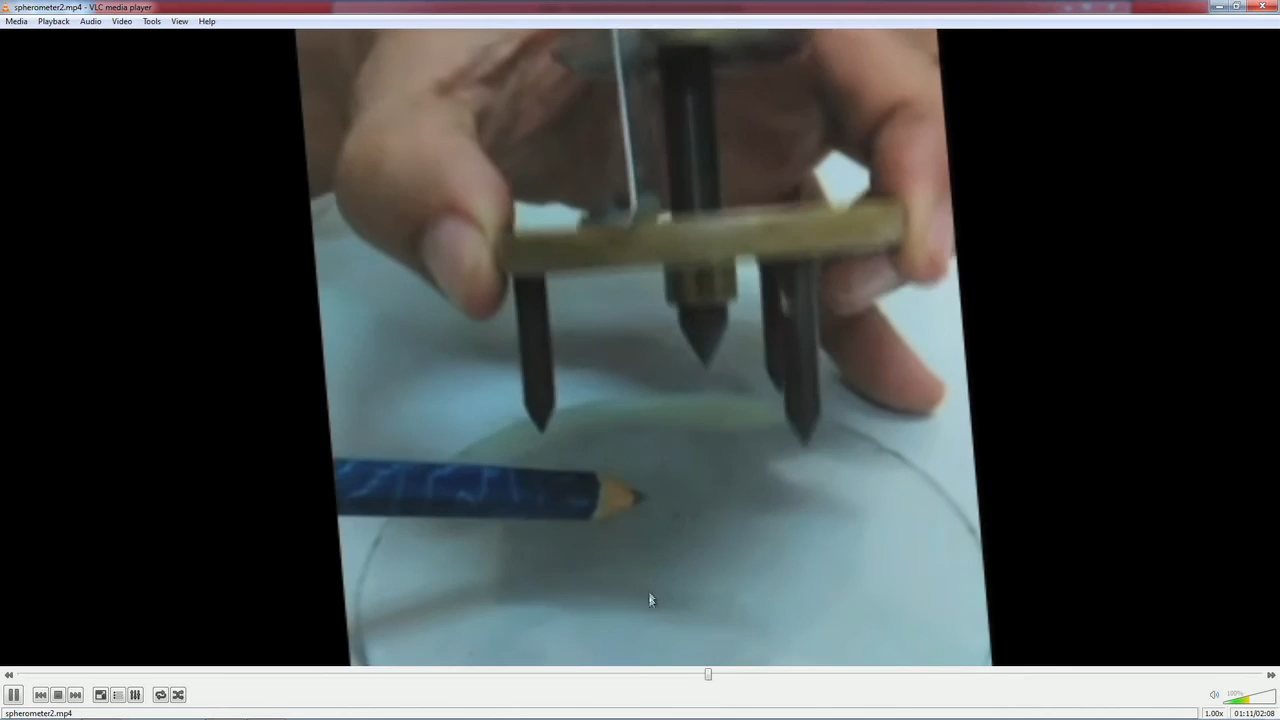 spherometer2.mp4 - VLC media player
Media Playback Audio Video Tools View Help
100%
spherometer2.mp4
1.00x 01:11/02:08